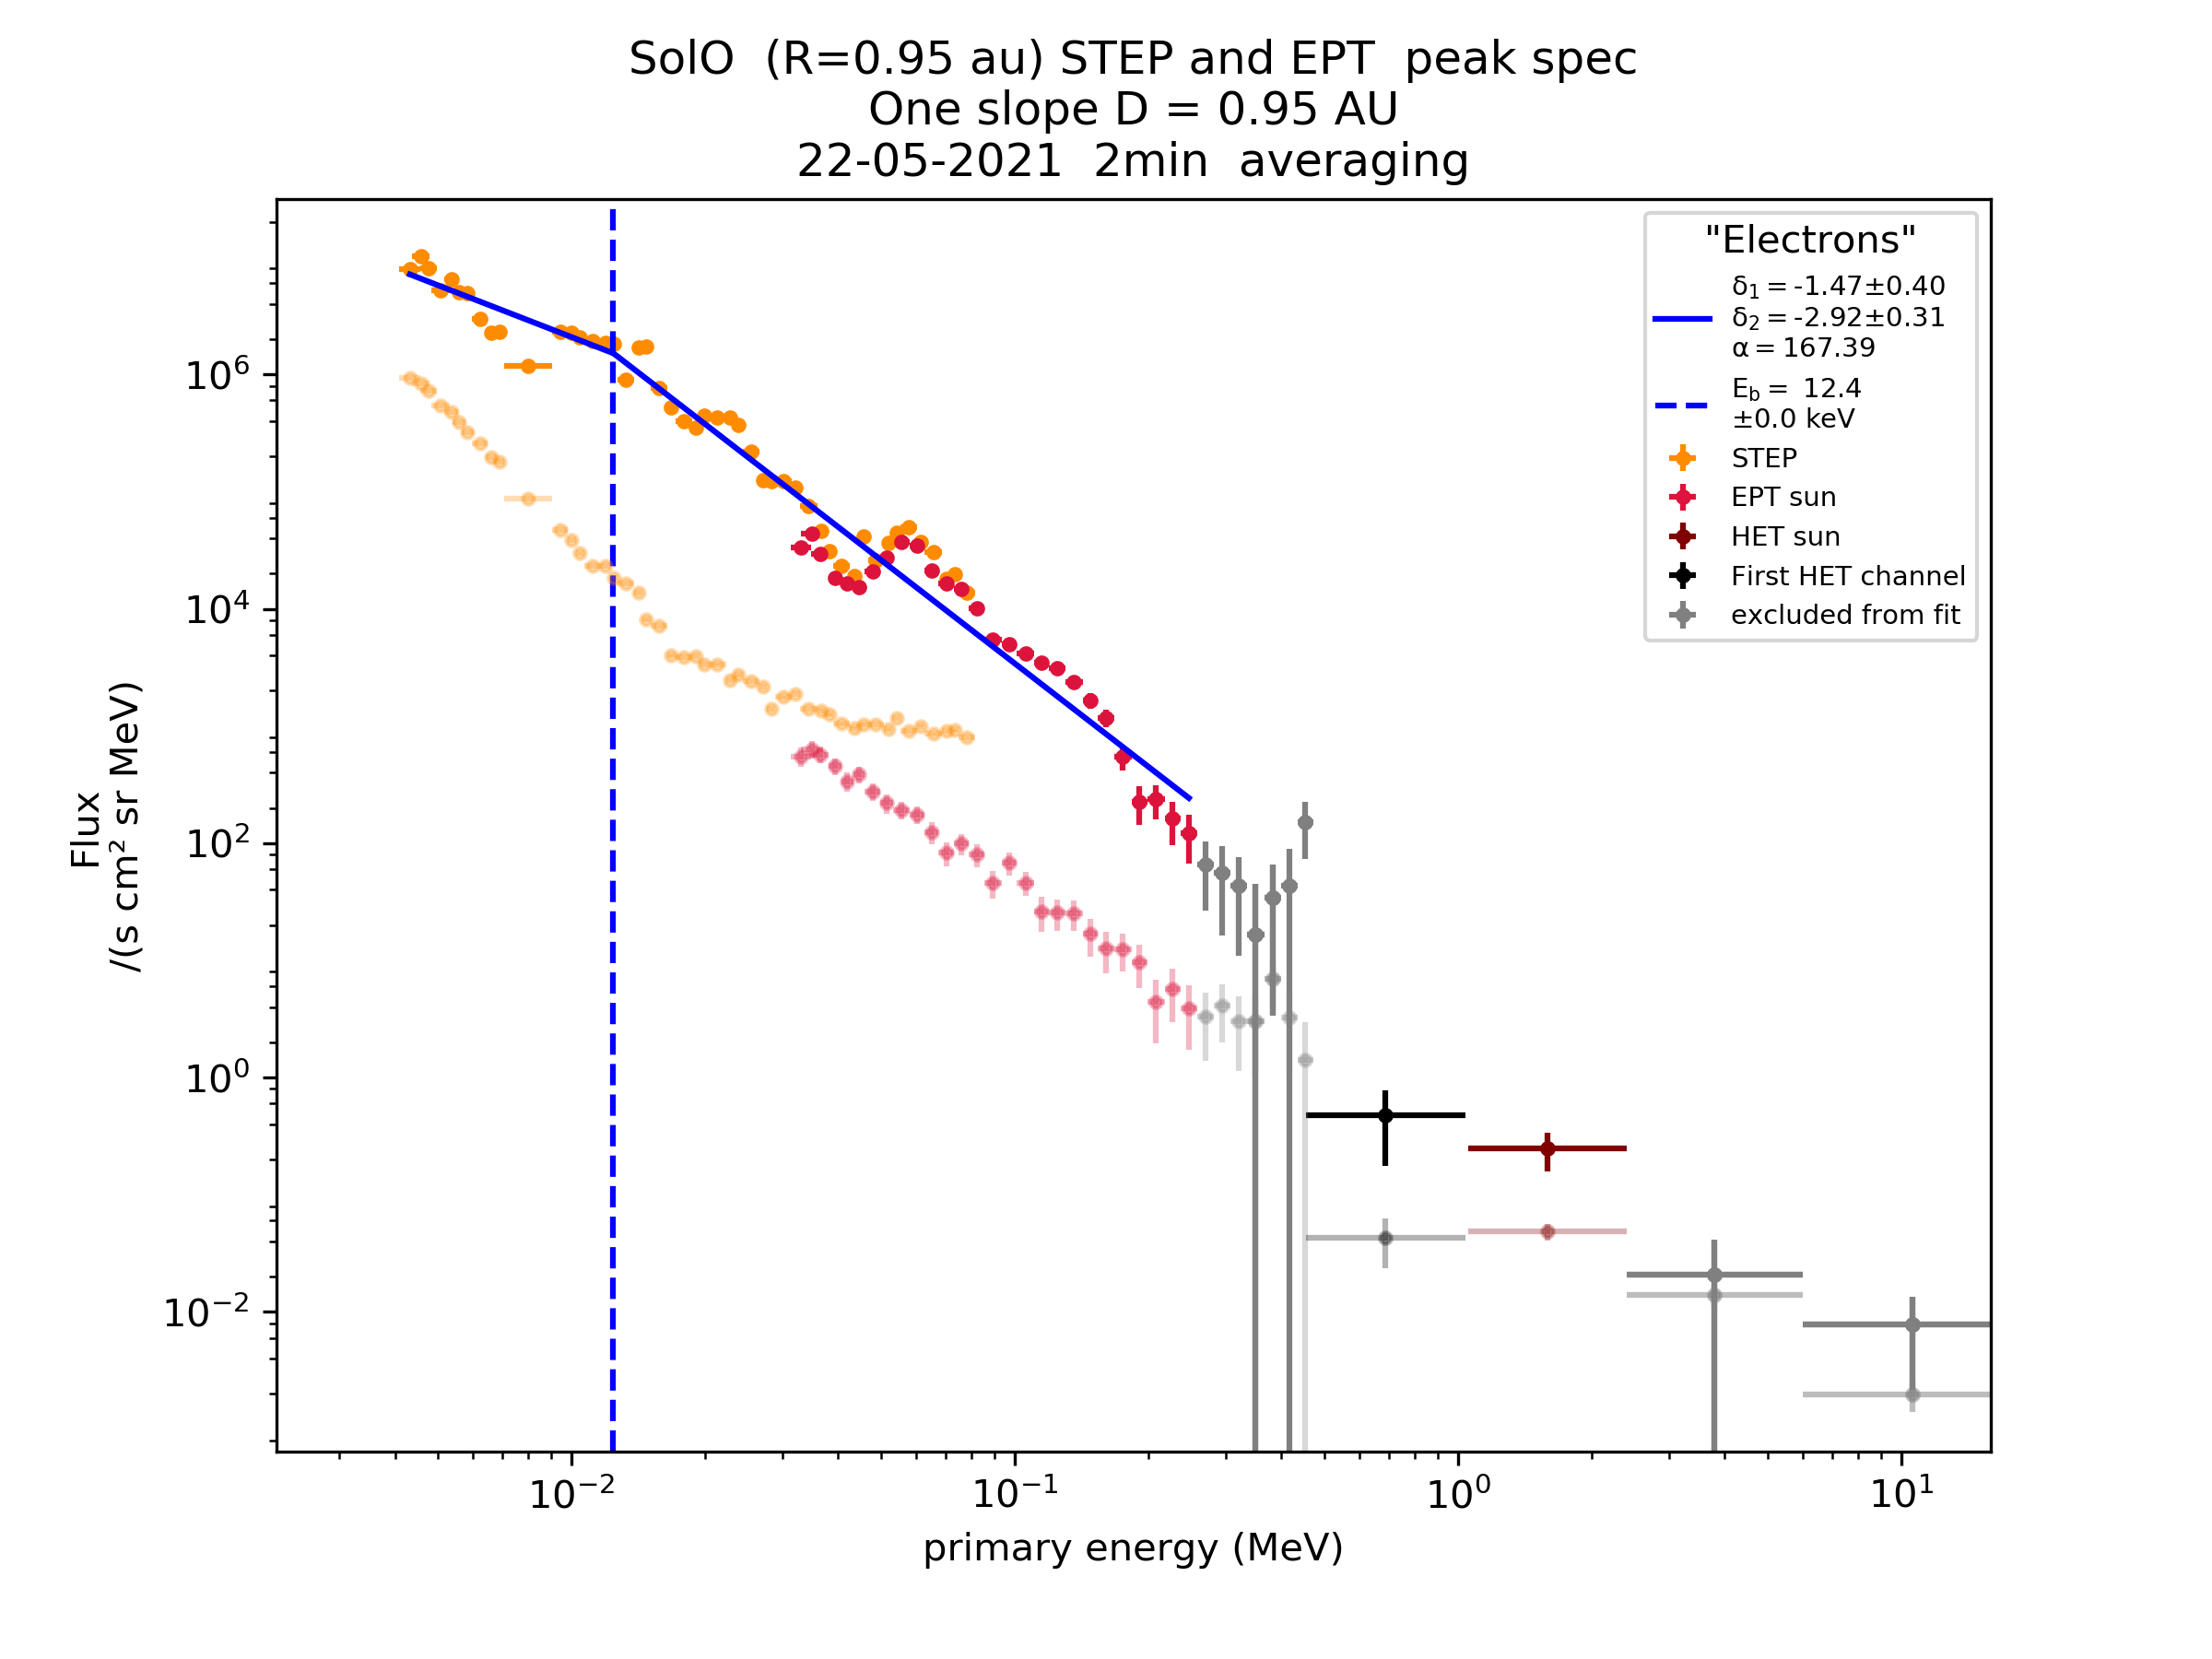 SolO  (R=0.95 au) STEP and EPT  peak spec
One slope D = 0.95 AU
22-05-2021  2min  averaging
"Electrons"
δ₁ = -1.47±0.40
δ₂ = -2.92±0.31
α = 167.39
E_b =  12.4
±0.0 keV
STEP
EPT sun
HET sun
First HET channel
excluded from fit
Flux
/(s cm² sr MeV)
10⁶
10⁴
10²
10⁰
10⁻²
10⁻² 10⁻¹ 10⁰ 10¹
primary energy (MeV)